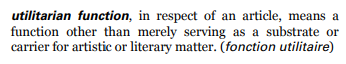 utilitarian function, in respect of an article, means a
function other than merely serving as a substrate or
carrier for artistic or literary matter. (fonction utilitaire)